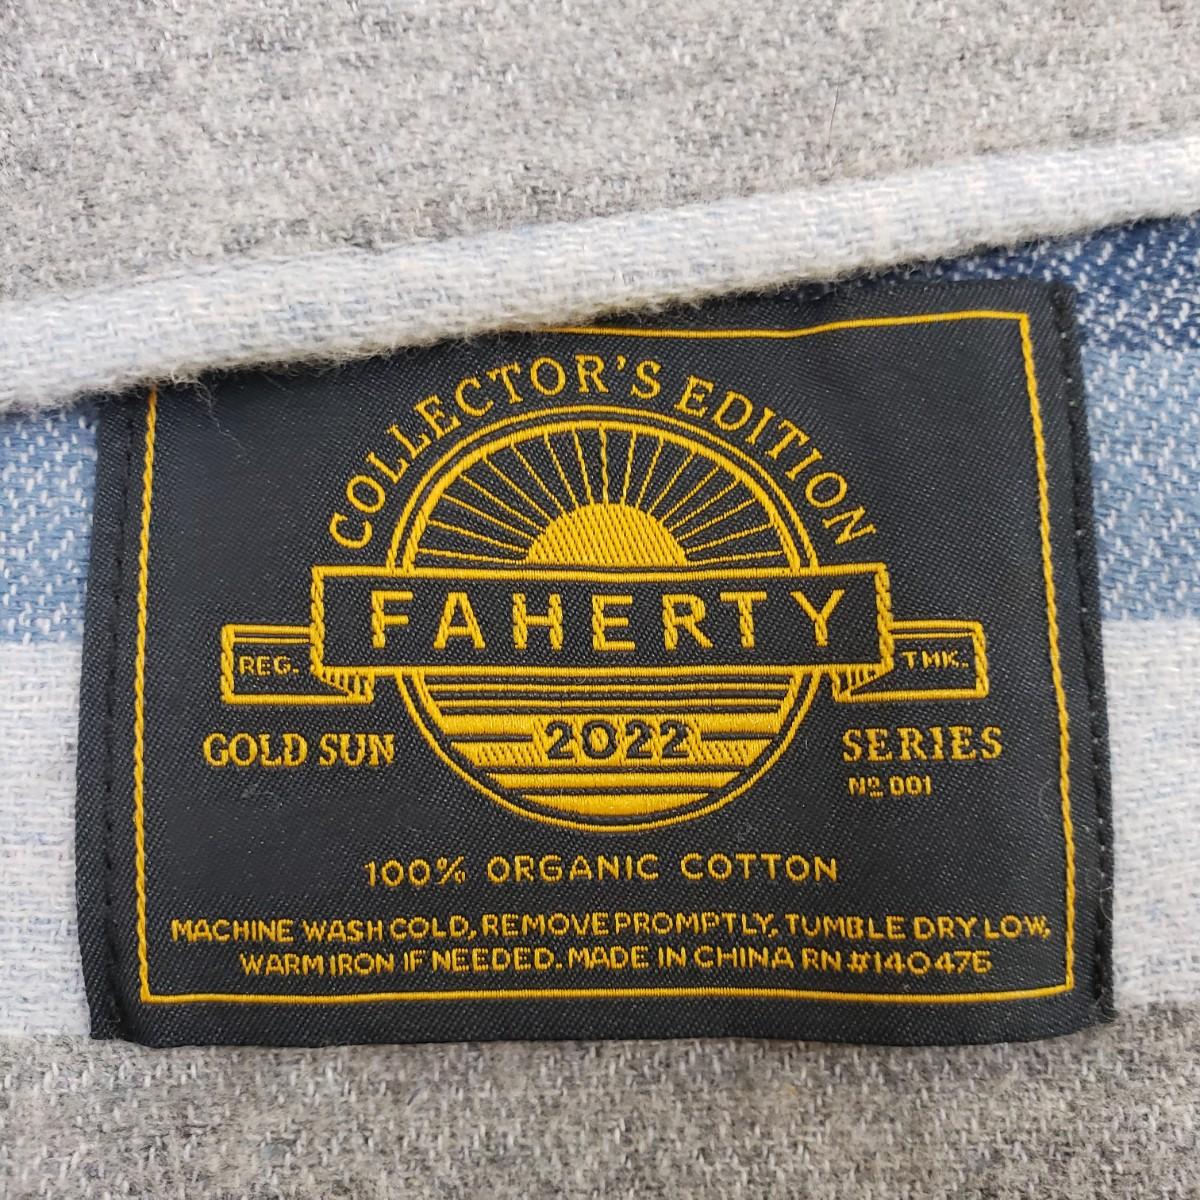 COLLECTOR'S EDITION
FAHERTY
REG. TMK.
2022
GOLD SUN SERIES
Nº 001
100% ORGANIC COTTON
MACHINE WASH COLD, REMOVE PROMPTLY, TUMBLE DRY LOW,
WARM IRON IF NEEDED. MADE IN CHINA RN #140476